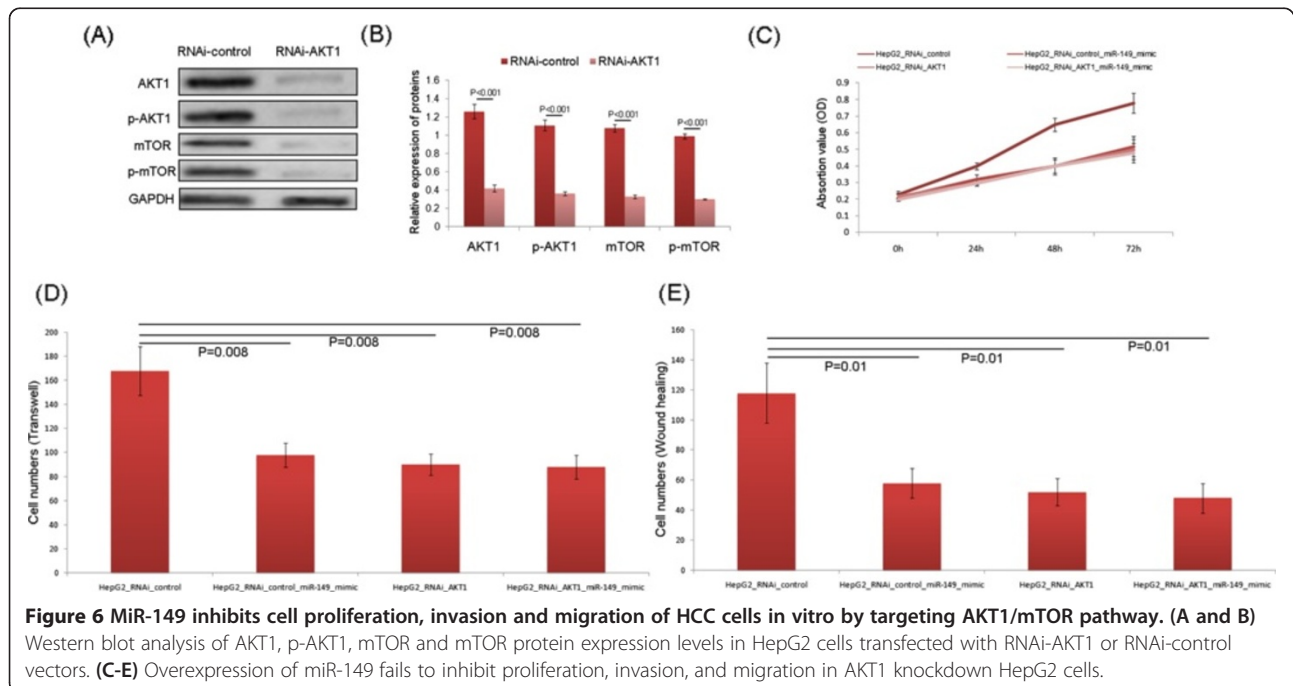 (A)
RNAi-control RNAi-AKT1
AKT1
p-AKT1
mTOR
p-mTOR
GAPDH
(B)
RNAi-control RNAi-AKT1
Relative expression of proteins
1.6
1.4
1.2
1
0.8
0.6
0.4
0.2
0
P<0.001 P<0.001 P<0.001 P<0.001
AKT1 p-AKT1 mTOR p-mTOR
(C)
HepG2_RNAi_control HepG2_RNAi_control_miR-149_mimic
HepG2_RNAi_AKT1 HepG2_RNAi_AKT1_miR-149_mimic
Absortion value (OD)
0.9
0.8
0.7
0.6
0.5
0.4
0.3
0.2
0.1
0
0h 24h 48h 72h
(D)
Cell numbers (Transwell)
200
180
160
140
120
100
80
60
40
20
0
P=0.008
P=0.008
P=0.008
HepG2_RNAi_control HepG2_RNAi_control_miR-149_mimic HepG2_RNAi_AKT1 HepG2_RNAi_AKT1_miR-149_mimic
(E)
Cell numbers (Wound healing)
160
140
120
100
80
60
40
20
0
P=0.01
P=0.01
P=0.01
HepG2_RNAi_control HepG2_RNAi_control_miR-149_mimic HepG2_RNAi_AKT1 HepG2_RNAi_AKT1_miR-149_mimic
Figure 6 MiR-149 inhibits cell proliferation, invasion and migration of HCC cells in vitro by targeting AKT1/mTOR pathway. (A and B)
Western blot analysis of AKT1, p-AKT1, mTOR and mTOR protein expression levels in HepG2 cells transfected with RNAi-AKT1 or RNAi-control
vectors. (C-E) Overexpression of miR-149 fails to inhibit proliferation, invasion, and migration in AKT1 knockdown HepG2 cells.